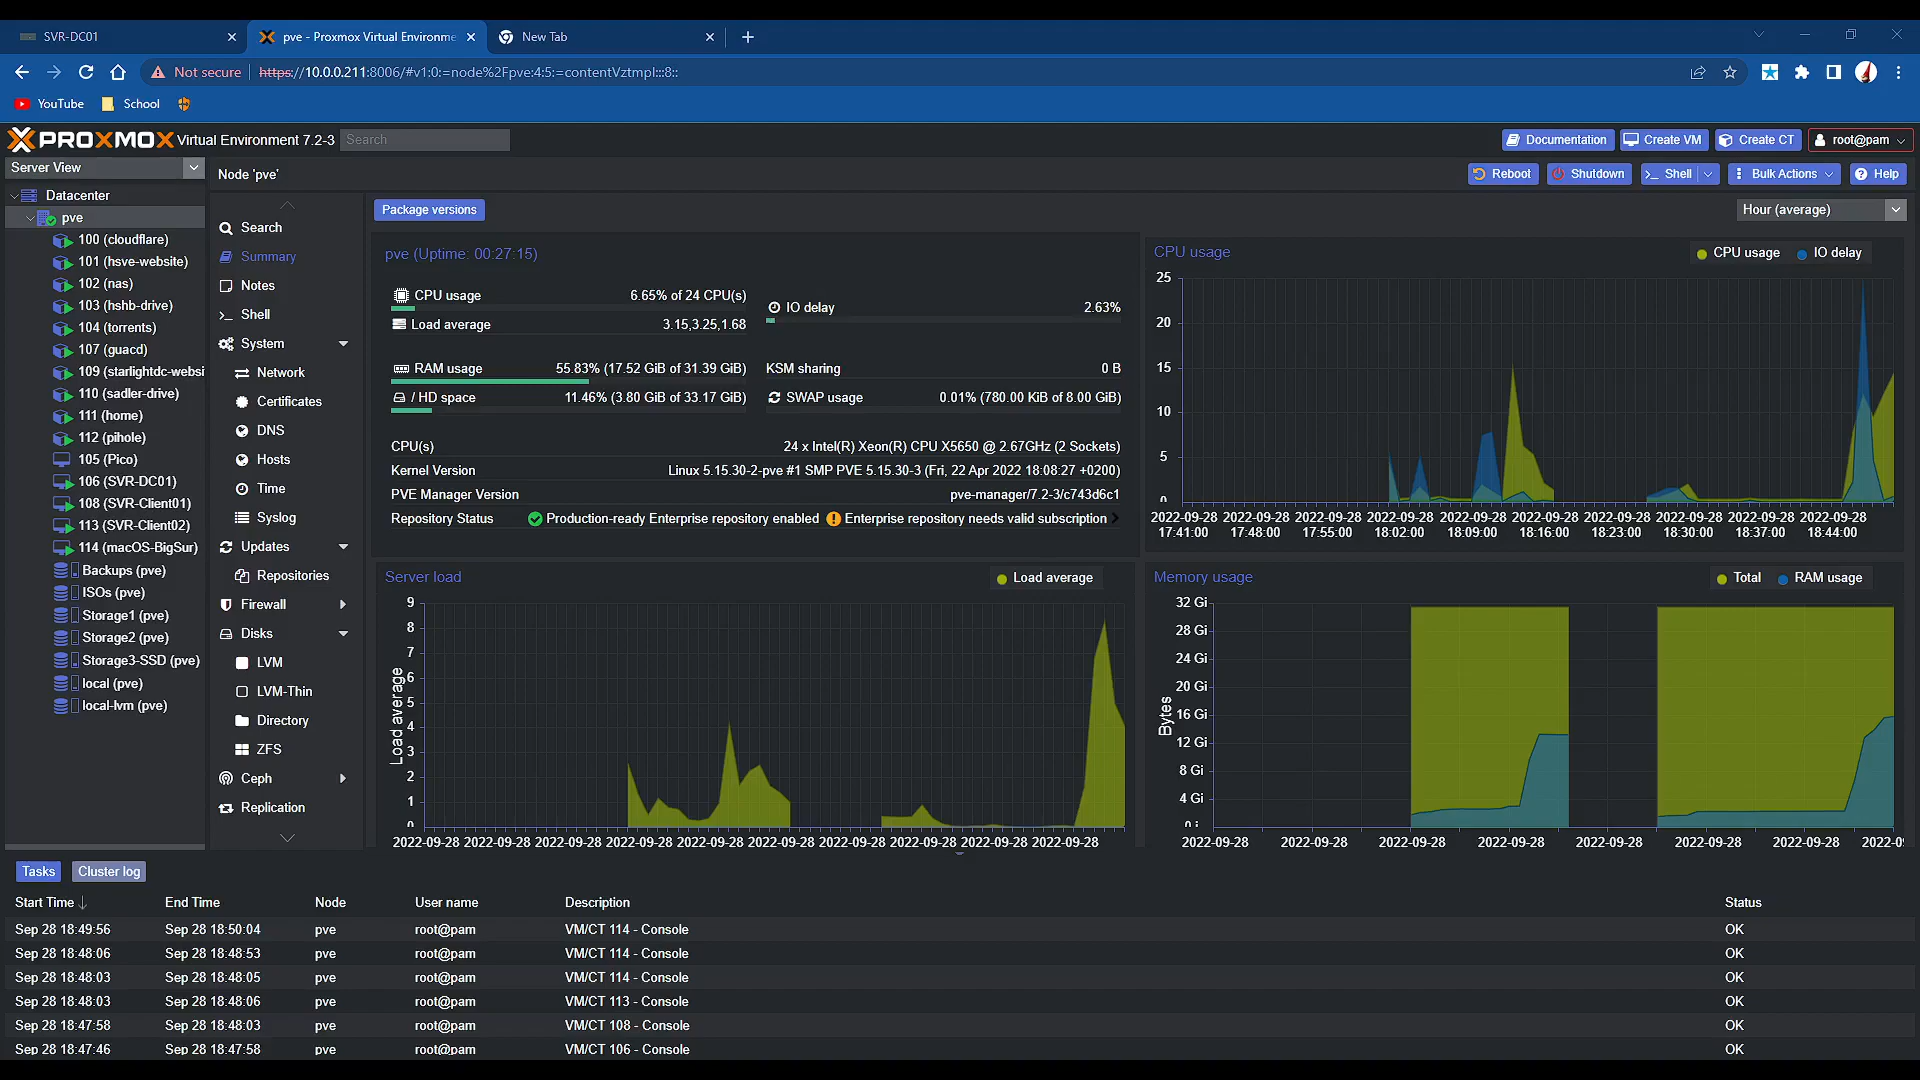 SVR-DC01
pve - Proxmox Virtual Environme
New Tab
Not secure
https://10.0.0.211:8006/#v1:0:=node%2Fpve:4:5:=contentVztmpl:::8::
YouTube
School
PROXMOX Virtual Environment 7.2-3
Search
Documentation
Create VM
Create CT
root@pam
Server View
Node 'pve'
Reboot
Shutdown
Shell
Bulk Actions
Help
Datacenter
pve
100 (cloudflare)
101 (hsve-website)
102 (nas)
103 (hshb-drive)
104 (torrents)
107 (guacd)
109 (starlightdc-websi
110 (sadler-drive)
111 (home)
112 (pihole)
105 (Pico)
106 (SVR-DC01)
108 (SVR-Client01)
113 (SVR-Client02)
114 (macOS-BigSur)
Backups (pve)
ISOs (pve)
Storage1 (pve)
Storage2 (pve)
Storage3-SSD (pve)
local (pve)
local-lvm (pve)
Search
Summary
Notes
Shell
System
Network
Certificates
DNS
Hosts
Time
Syslog
Updates
Repositories
Firewall
Disks
LVM
LVM-Thin
Directory
ZFS
Ceph
Replication
Package versions
Hour (average)
pve (Uptime: 00:27:15)
CPU usage 6.65% of 24 CPU(s)
IO delay 2.63%
Load average 3.15,3.25,1.68
RAM usage 55.83% (17.52 GiB of 31.39 GiB)
KSM sharing 0 B
/ HD space 11.46% (3.80 GiB of 33.17 GiB)
SWAP usage 0.01% (780.00 KiB of 8.00 GiB)
CPU(s) 24 x Intel(R) Xeon(R) CPU X5650 @ 2.67GHz (2 Sockets)
Kernel Version Linux 5.15.30-2-pve #1 SMP PVE 5.15.30-3 (Fri, 22 Apr 2022 18:08:27 +0200)
PVE Manager Version pve-manager/7.2-3/c743d6c1
Repository Status Production-ready Enterprise repository enabled Enterprise repository needs valid subscription
CPU usage
CPU usage IO delay
25
20
15
10
5
0
2022-09-28 2022-09-28 2022-09-28 2022-09-28 2022-09-28 2022-09-28 2022-09-28 2022-09-28 2022-09-28 2022-09-28
17:41:00 17:48:00 17:55:00 18:02:00 18:09:00 18:16:00 18:23:00 18:30:00 18:37:00 18:44:00
Server load
Load average
Load average
9
8
7
6
5
4
3
2
1
0
2022-09-28 2022-09-28 2022-09-28 2022-09-28 2022-09-28 2022-09-28 2022-09-28 2022-09-28 2022-09-28 2022-09-28
Memory usage
Total RAM usage
Bytes
32 Gi
28 Gi
24 Gi
20 Gi
16 Gi
12 Gi
8 Gi
4 Gi
0 i
2022-09-28 2022-09-28 2022-09-28 2022-09-28 2022-09-28 2022-09-28 2022-09-28 2022-0
Tasks
Cluster log
Start Time End Time Node User name Description Status
Sep 28 18:49:56 Sep 28 18:50:04 pve root@pam VM/CT 114 - Console OK
Sep 28 18:48:06 Sep 28 18:48:53 pve root@pam VM/CT 114 - Console OK
Sep 28 18:48:03 Sep 28 18:48:05 pve root@pam VM/CT 114 - Console OK
Sep 28 18:48:03 Sep 28 18:48:06 pve root@pam VM/CT 113 - Console OK
Sep 28 18:47:58 Sep 28 18:48:03 pve root@pam VM/CT 108 - Console OK
Sep 28 18:47:46 Sep 28 18:47:58 pve root@pam VM/CT 106 - Console OK